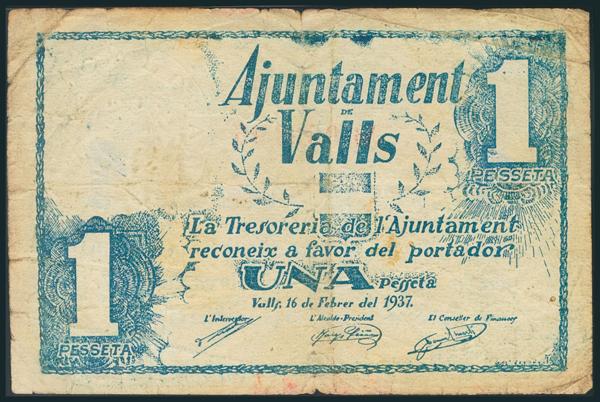 Ajuntament
DE
Valls
1
PESSETA
La Tresoreria de l'Ajuntament
reconeix a favor del portador
UNA Pesseta
Valls, 16 de Febrer del 1937.
L'Interventor, L'Alcalde-President El Conseller de Finances
1
PESSETA